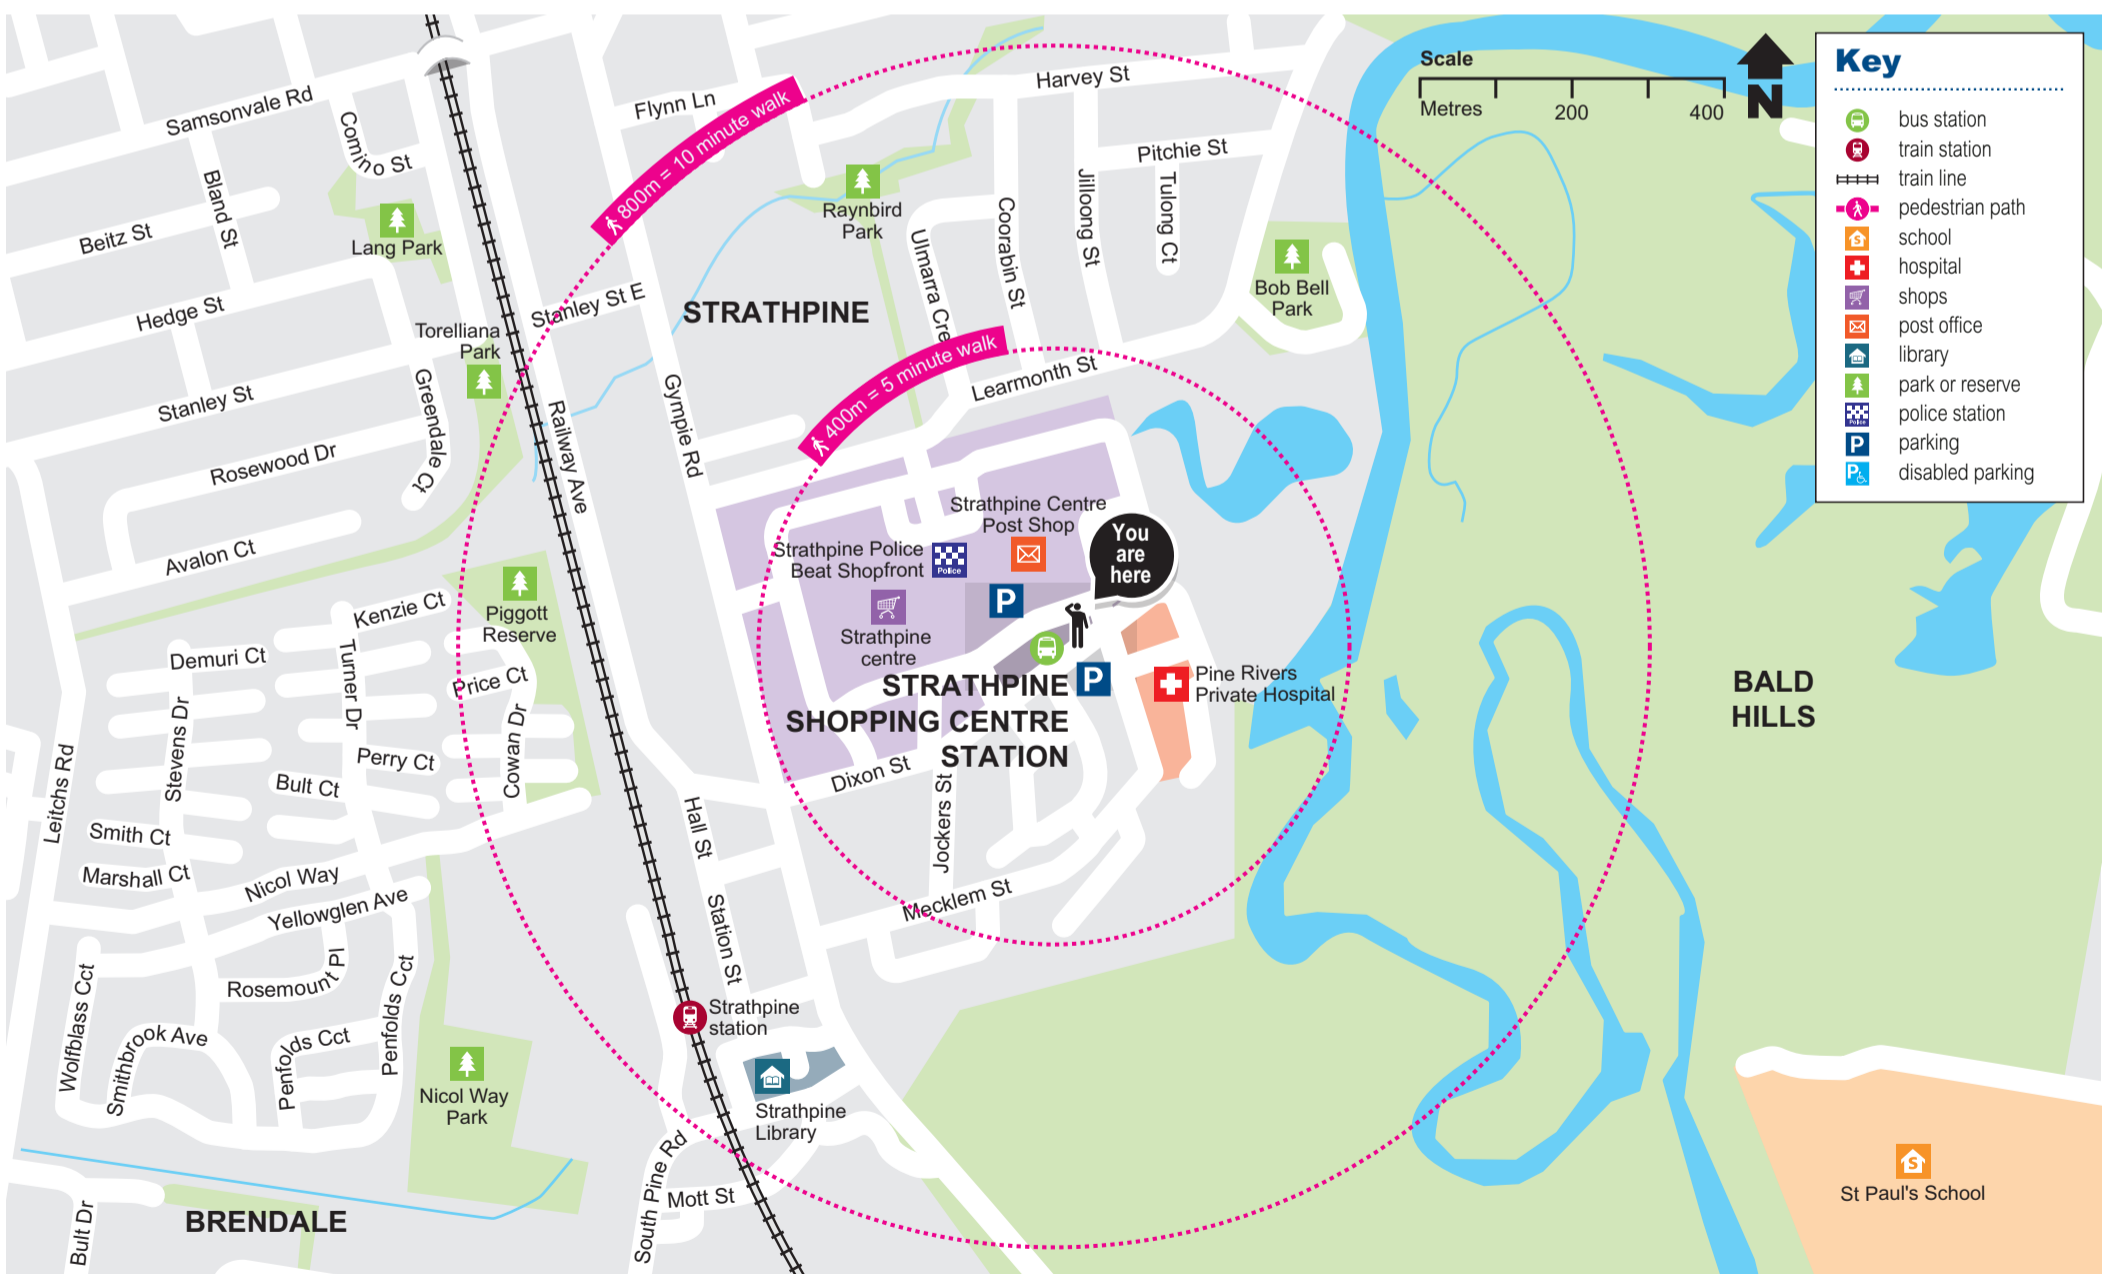 Samsonvale Rd
Comino St
Bland St
Beitz St
Lang Park
Hedge St
Torelliana
Park
Stanley St E
Stanley St
Greendale Ct
Rosewood Dr
Railway Ave
Avalon Ct
Gympie Rd
Flynn Ln
800m = 10 minute walk
STRATHPINE
Raynbird
Park
Harvey St
Pitchie St
Jilloong St
Tulong Ct
Coorabin St
Ulmarra Cre
Bob Bell
Park
400m = 5 minute walk
Learmonth St
Scale
Metres
200
400
N
Key
bus station
train station
train line
pedestrian path
S
school
hospital
shops
post office
library
park or reserve
Police
police station
P
parking
P
disabled parking
Strathpine Centre
Post Shop
Strathpine Police
Beat Shopfront
Police
You
are
here
P
Strathpine
centre
P
STRATHPINE
SHOPPING CENTRE
STATION
Pine Rivers
Private Hospital
Piggott
Reserve
Kenzie Ct
Demuri Ct
Turner Dr
Price Ct
Stevens Dr
Cowan Dr
Perry Ct
Bult Ct
Leitchs Rd
Smith Ct
Marshall Ct
Nicol Way
Yellowglen Ave
Dixon St
Jockers St
Hall St
Mecklem St
Station St
Rosemount Pl
Wolfblass Cct
Smithbrook Ave
Penfolds Cct
Penfolds Cct
Strathpine
station
Nicol Way
Park
Strathpine
Library
South Pine Rd
Mott St
BRENDALE
Bult Dr
BALD
HILLS
S
St Paul's School